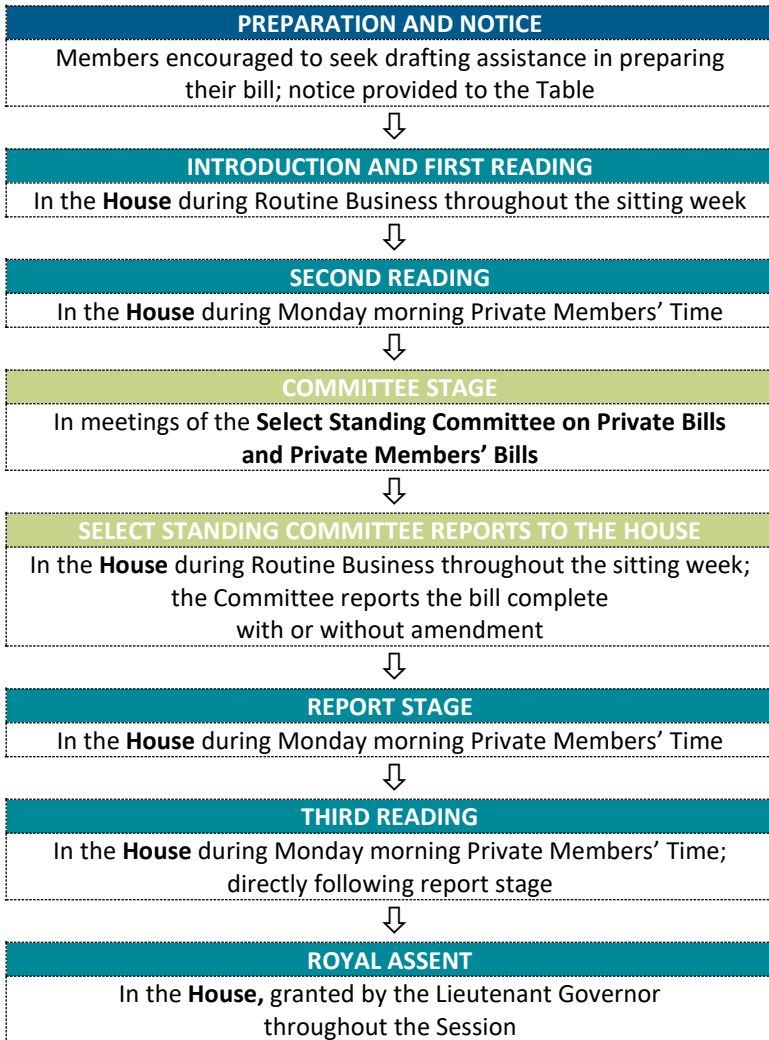 PREPARATION AND NOTICE
Members encouraged to seek drafting assistance in preparing
their bill; notice provided to the Table
INTRODUCTION AND FIRST READING
In the House during Routine Business throughout the sitting week
SECOND READING
In the House during Monday morning Private Members’ Time
COMMITTEE STAGE
In meetings of the Select Standing Committee on Private Bills
and Private Members’ Bills
SELECT STANDING COMMITTEE REPORTS TO THE HOUSE
In the House during Routine Business throughout the sitting week;
the Committee reports the bill complete
with or without amendment
REPORT STAGE
In the House during Monday morning Private Members’ Time
THIRD READING
In the House during Monday morning Private Members’ Time;
directly following report stage
ROYAL ASSENT
In the House, granted by the Lieutenant Governor
throughout the Session